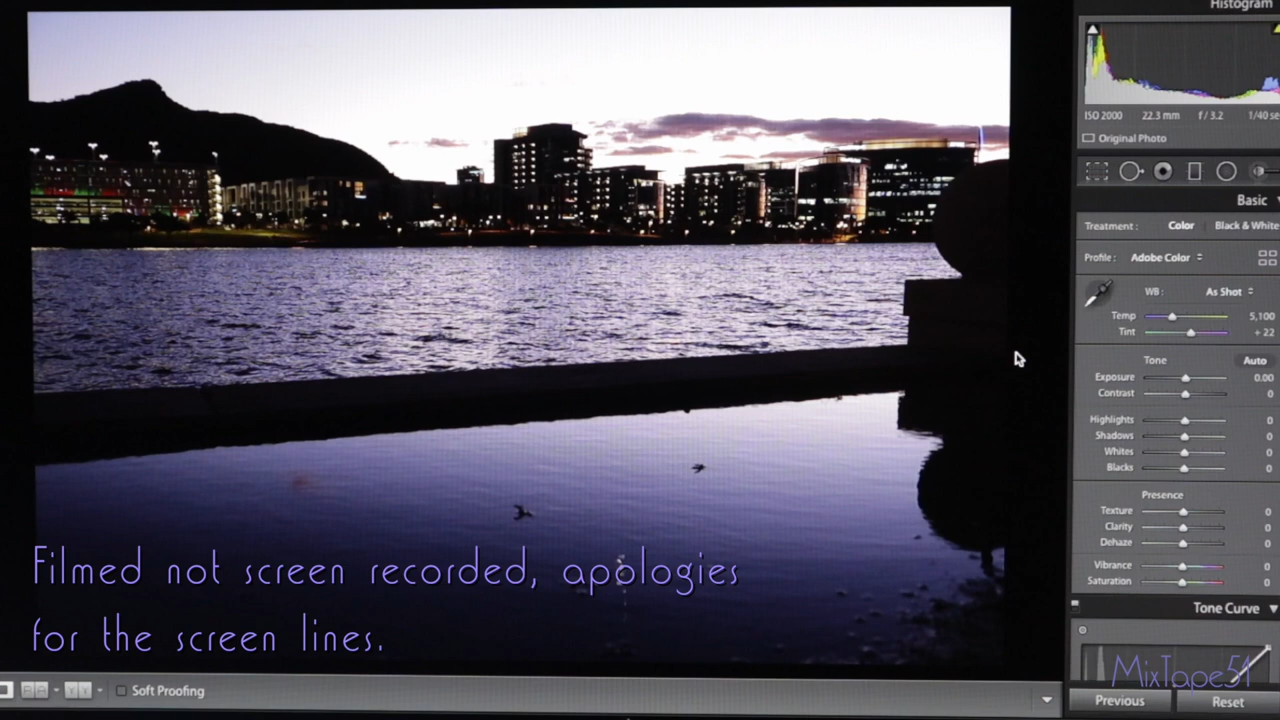 Histogram
ISO 2000 22.3 mm f / 3.2 1/40 se
Original Photo
Basic
Treatment : Color Black & White
Profile : Adobe Color
WB : As Shot
Temp 5,100
Tint + 22
Tone Auto
Exposure 0.00
Contrast 0
Highlights 0
Shadows 0
Whites 0
Blacks 0
Presence
Texture 0
Clarity 0
Dehaze 0
Vibrance 0
Saturation 0
Tone Curve
Filmed not screen recorded, apologies
for the screen lines.
MixTape51
Soft Proofing
Previous Reset